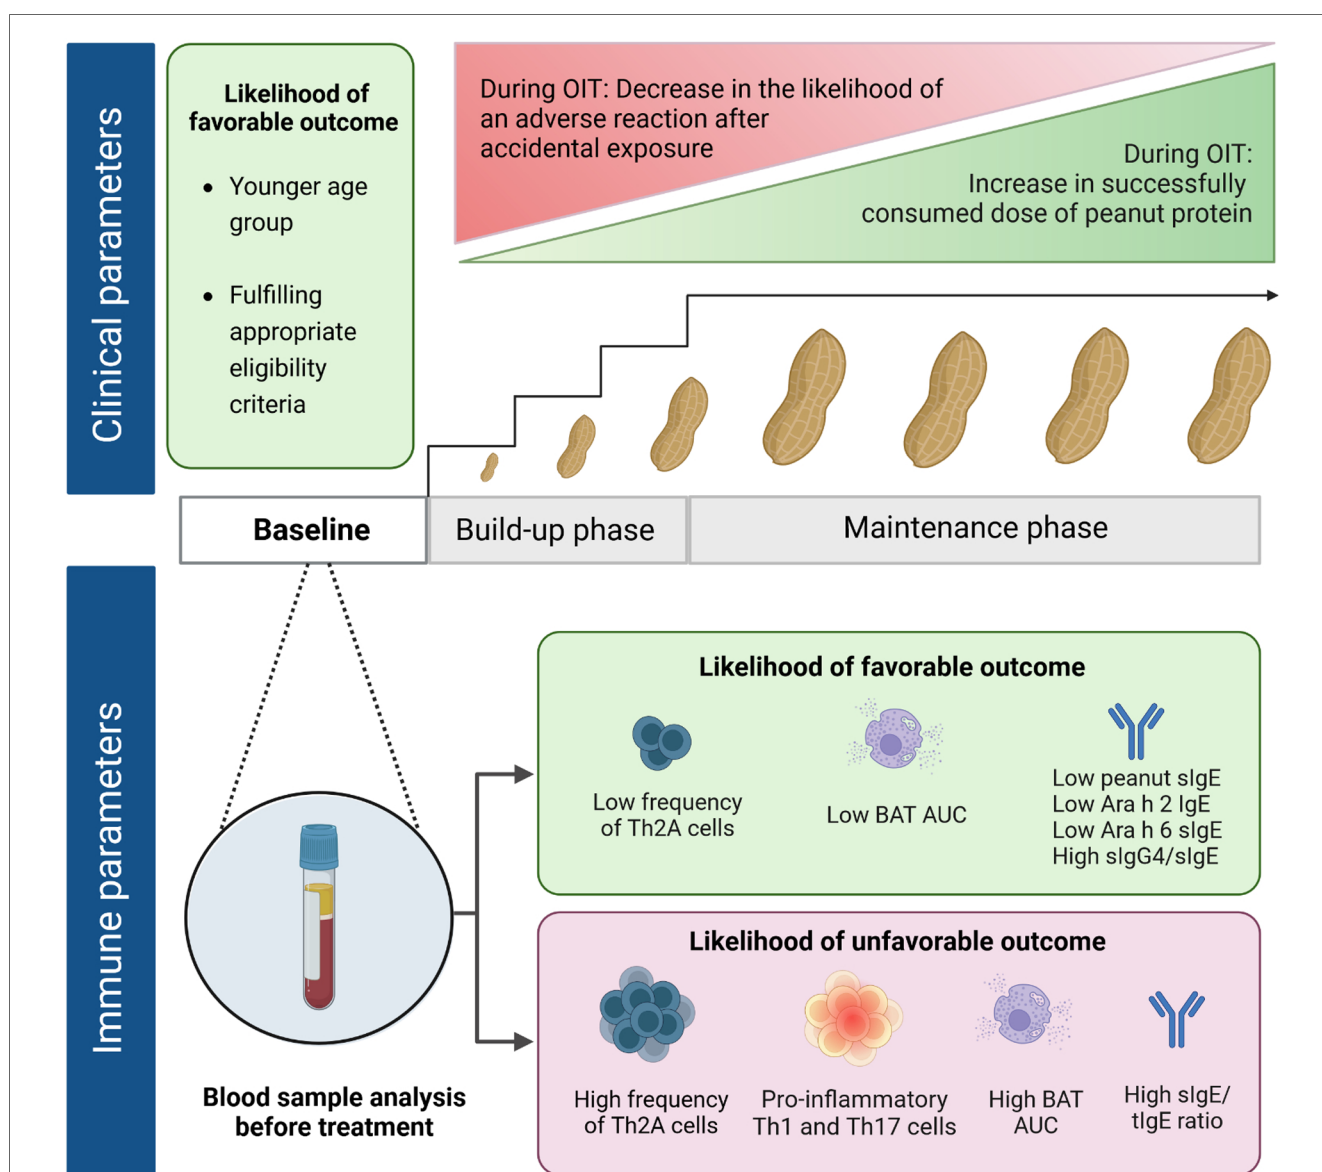 Clinical parameters
Likelihood of
favorable outcome
• Younger age
group
• Fulfilling
appropriate
eligibility
criteria
During OIT: Decrease in the likelihood of
an adverse reaction after
accidental exposure
During OIT:
Increase in successfully
consumed dose of peanut protein
Baseline
Build-up phase
Maintenance phase
Immune parameters
Blood sample analysis
before treatment
Likelihood of favorable outcome
Low frequency
of Th2A cells
Low BAT AUC
Low peanut sIgE
Low Ara h 2 IgE
Low Ara h 6 sIgE
High sIgG4/sIgE
Likelihood of unfavorable outcome
High frequency
of Th2A cells
Pro-inflammatory
Th1 and Th17 cells
High BAT
AUC
High sIgE/
tIgE ratio